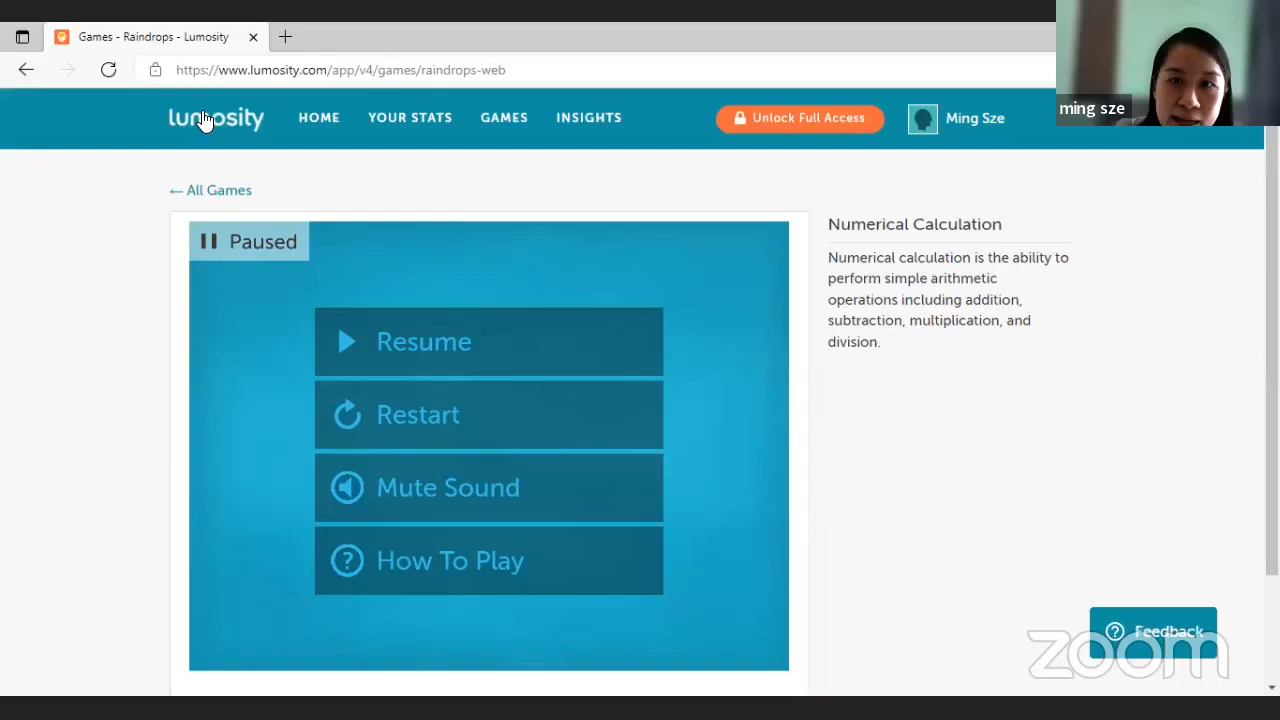 Games - Raindrops - Lumosity
https://www.lumosity.com/app/v4/games/raindrops-web
ming sze
lumosity
HOME
YOUR STATS
GAMES
INSIGHTS
Unlock Full Access
Ming Sze
← All Games
Paused
Resume
Restart
Mute Sound
How To Play
Numerical Calculation
Numerical calculation is the ability to
perform simple arithmetic
operations including addition,
subtraction, multiplication, and
division.
Feedback
zoom